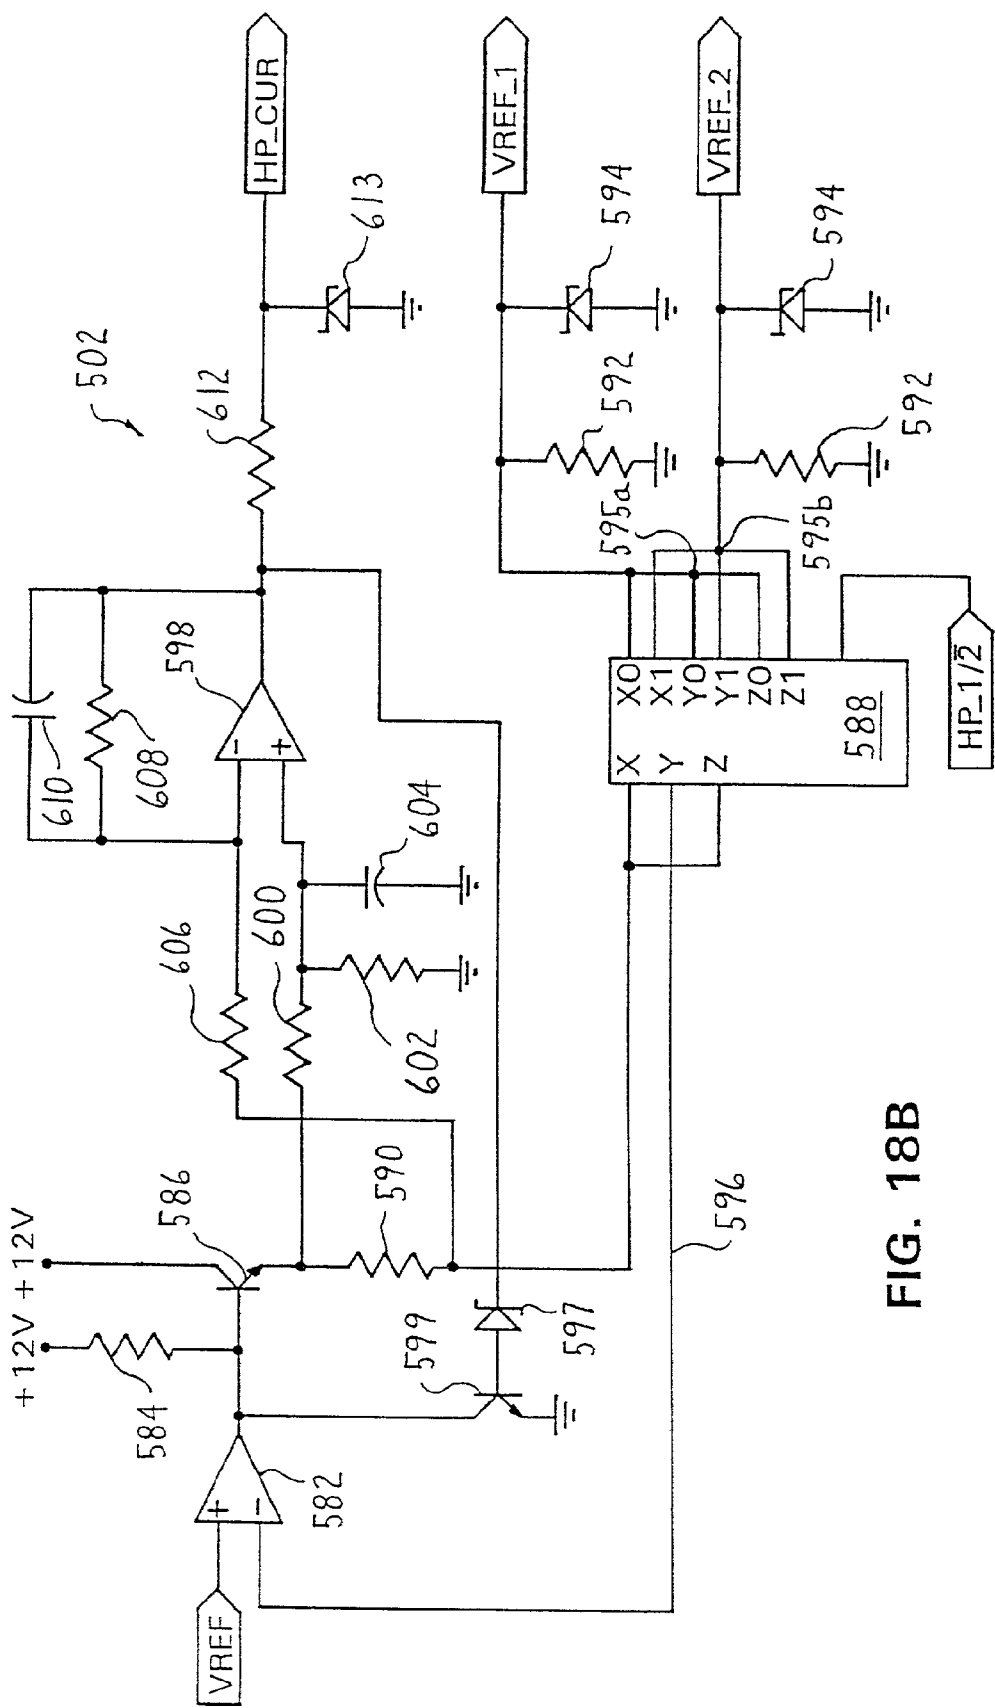 +12V +12V
VREF
582
584
586
590
599
597
596
606
600
602
604
610
608
598
+
-
-
+
612
502
613
HP_CUR
VREF_1
VREF_2
594
592
594
592
595a
595b
X
Y
Z
X0
X1
Y0
Y1
Z0
Z1
588
HP_1/2̅
FIG. 18B